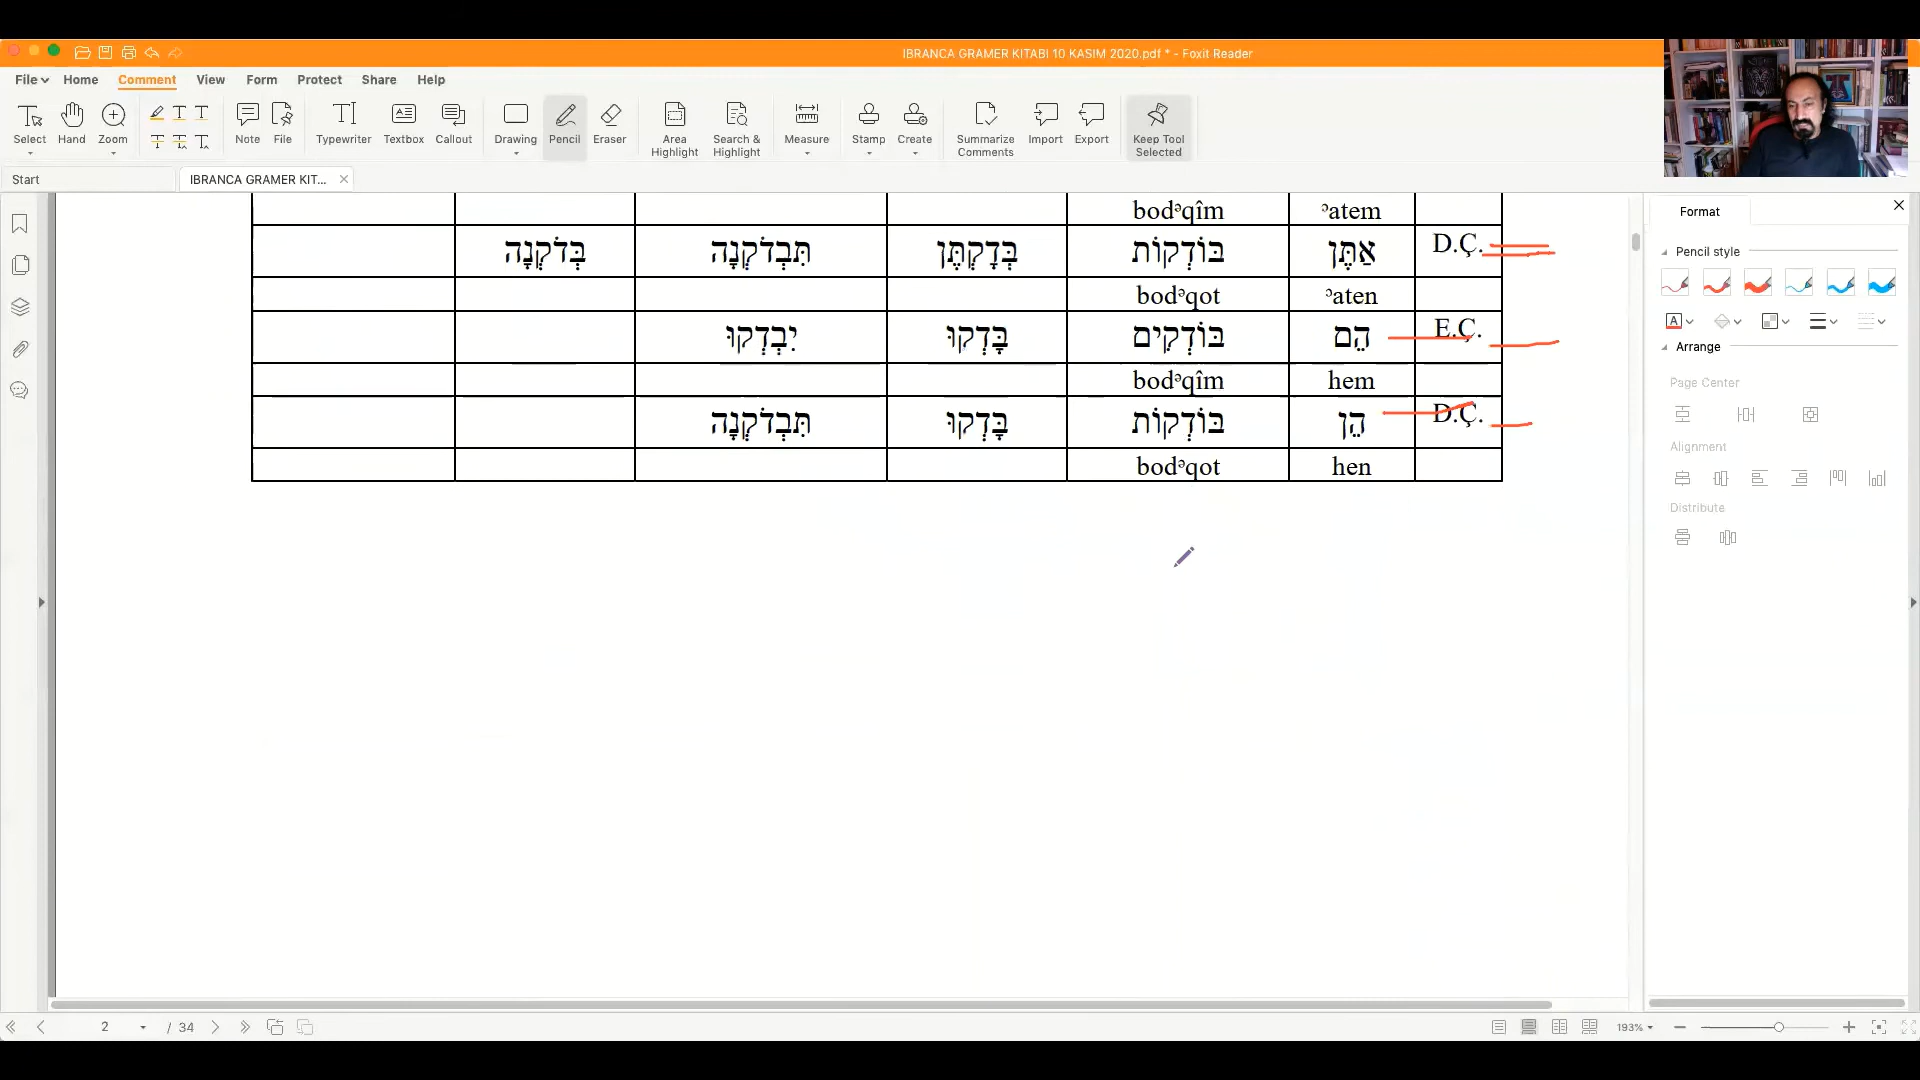 IBRANCA GRAMER KITABI 10 KASIM 2020.pdf * - Foxit Reader
File Home Comment View Form Protect Share Help
Select Hand Zoom Note File Typewriter Textbox Callout Drawing Pencil Eraser Area Highlight Search & Highlight Measure Stamp Create Summarize Comments Import Export Keep Tool Selected
Start IBRANCA GRAMER KIT...
Format
Pencil style
Arrange
Page Center
Alignment
Distribute
bodᵊqîm ᵓatem
D.Ç. אַתֶּן בּוֹדְקוֹת בְּדָקְתֶּן תִּבְדֹּקְנָה בְּדֹקְנָה
bodᵊqot ᵓaten
E.Ç. הֵם בּוֹדְקִים בָּדְקוּ יִבְדְקוּ
bodᵊqîm hem
D.Ç. הֵן בּוֹדְקוֹת בָּדְקוּ תִּבְדֹּקְנָה
bodᵊqot hen
2 / 34
193%